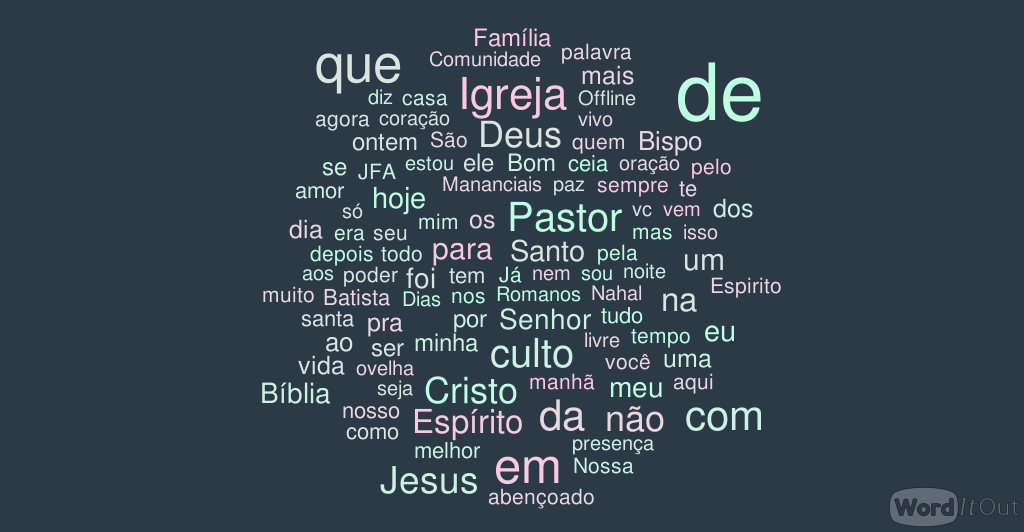 Família
Comunidade palavra
que mais de
diz casa Igreja Offline
agora coração vivo
ontem São Deus quem Bispo
se JFA estou ele Bom ceia oração pelo
amor Mananciais paz sempre te
hoje
só mim os Pastor vc vem dos
dia era seu mas isso
depois todo para Santo pela um
aos poder foi tem Já nem sou noite
muito Batista Dias nos Romanos Nahal na Espirito
santa pra por Senhor tudo
ao ser minha culto livre tempo eu
vida ovelha você uma
Bíblia seja Cristo manhã meu aqui
nosso Espírito da não com
como
melhor presença
Jesus em Nossa
abençoado
WordItOut